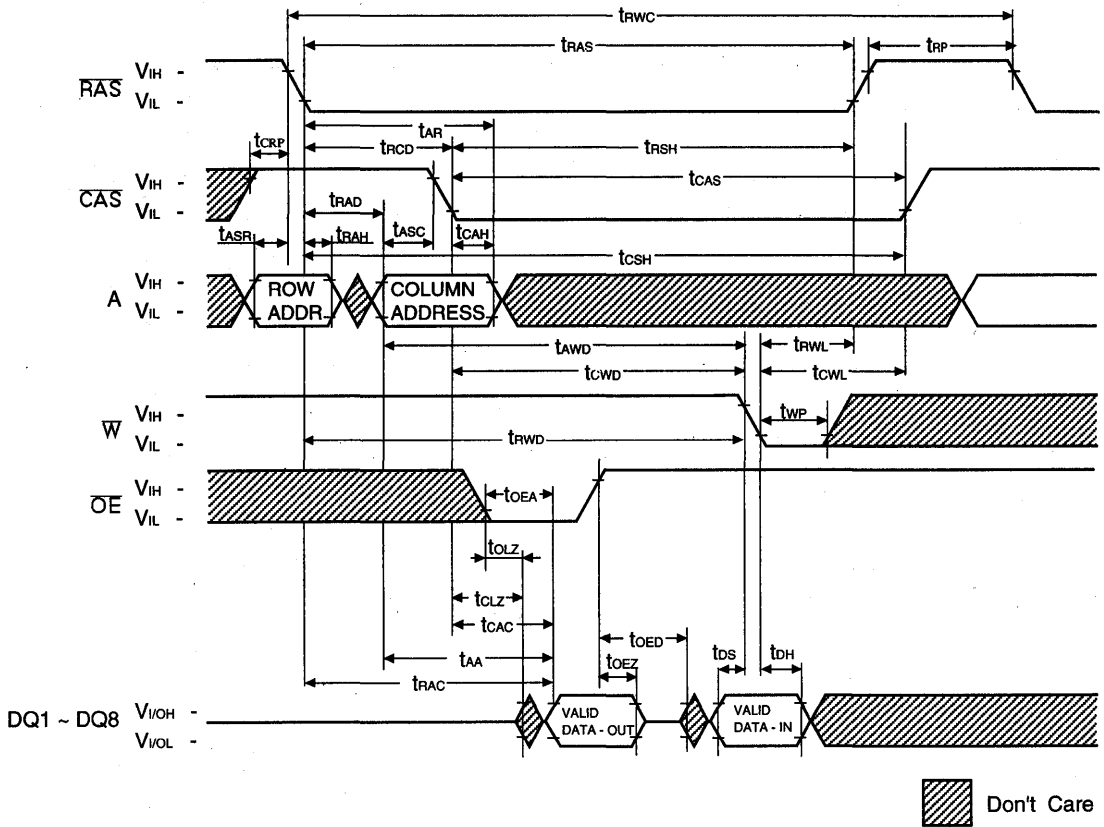 tRWC
tRAS
tRP
RAS
VIH -
VIL -
tAR
tCRP
tRCD
tRSH
CAS
VIH -
VIL -
tCAS
tRAD
tASR
tRAH
tASC
tCAH
tCSH
A
VIH -
VIL -
ROW
ADDR
COLUMN
ADDRESS
tAWD
tRWL
tCWD
tCWL
W
VIH -
VIL -
tWP
tRWD
OE
VIH -
VIL -
tOEA
tOLZ
tCLZ
tCAC
tOED
tAA
tOEZ
tDS
tDH
tRAC
DQ1 ~ DQ8
VI/OH -
VI/OL -
VALID
DATA - OUT
VALID
DATA - IN
Don't Care